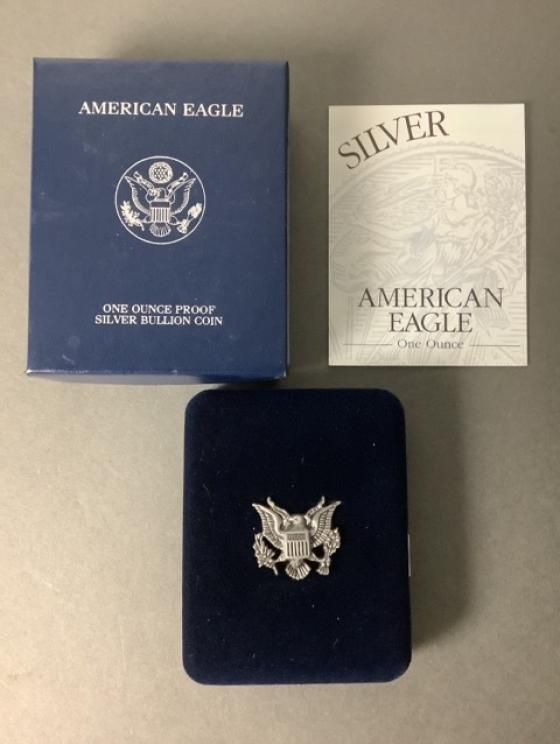 AMERICAN EAGLE
ONE OUNCE PROOF
SILVER BULLION COIN
SILVER
AMERICAN
EAGLE
One Ounce